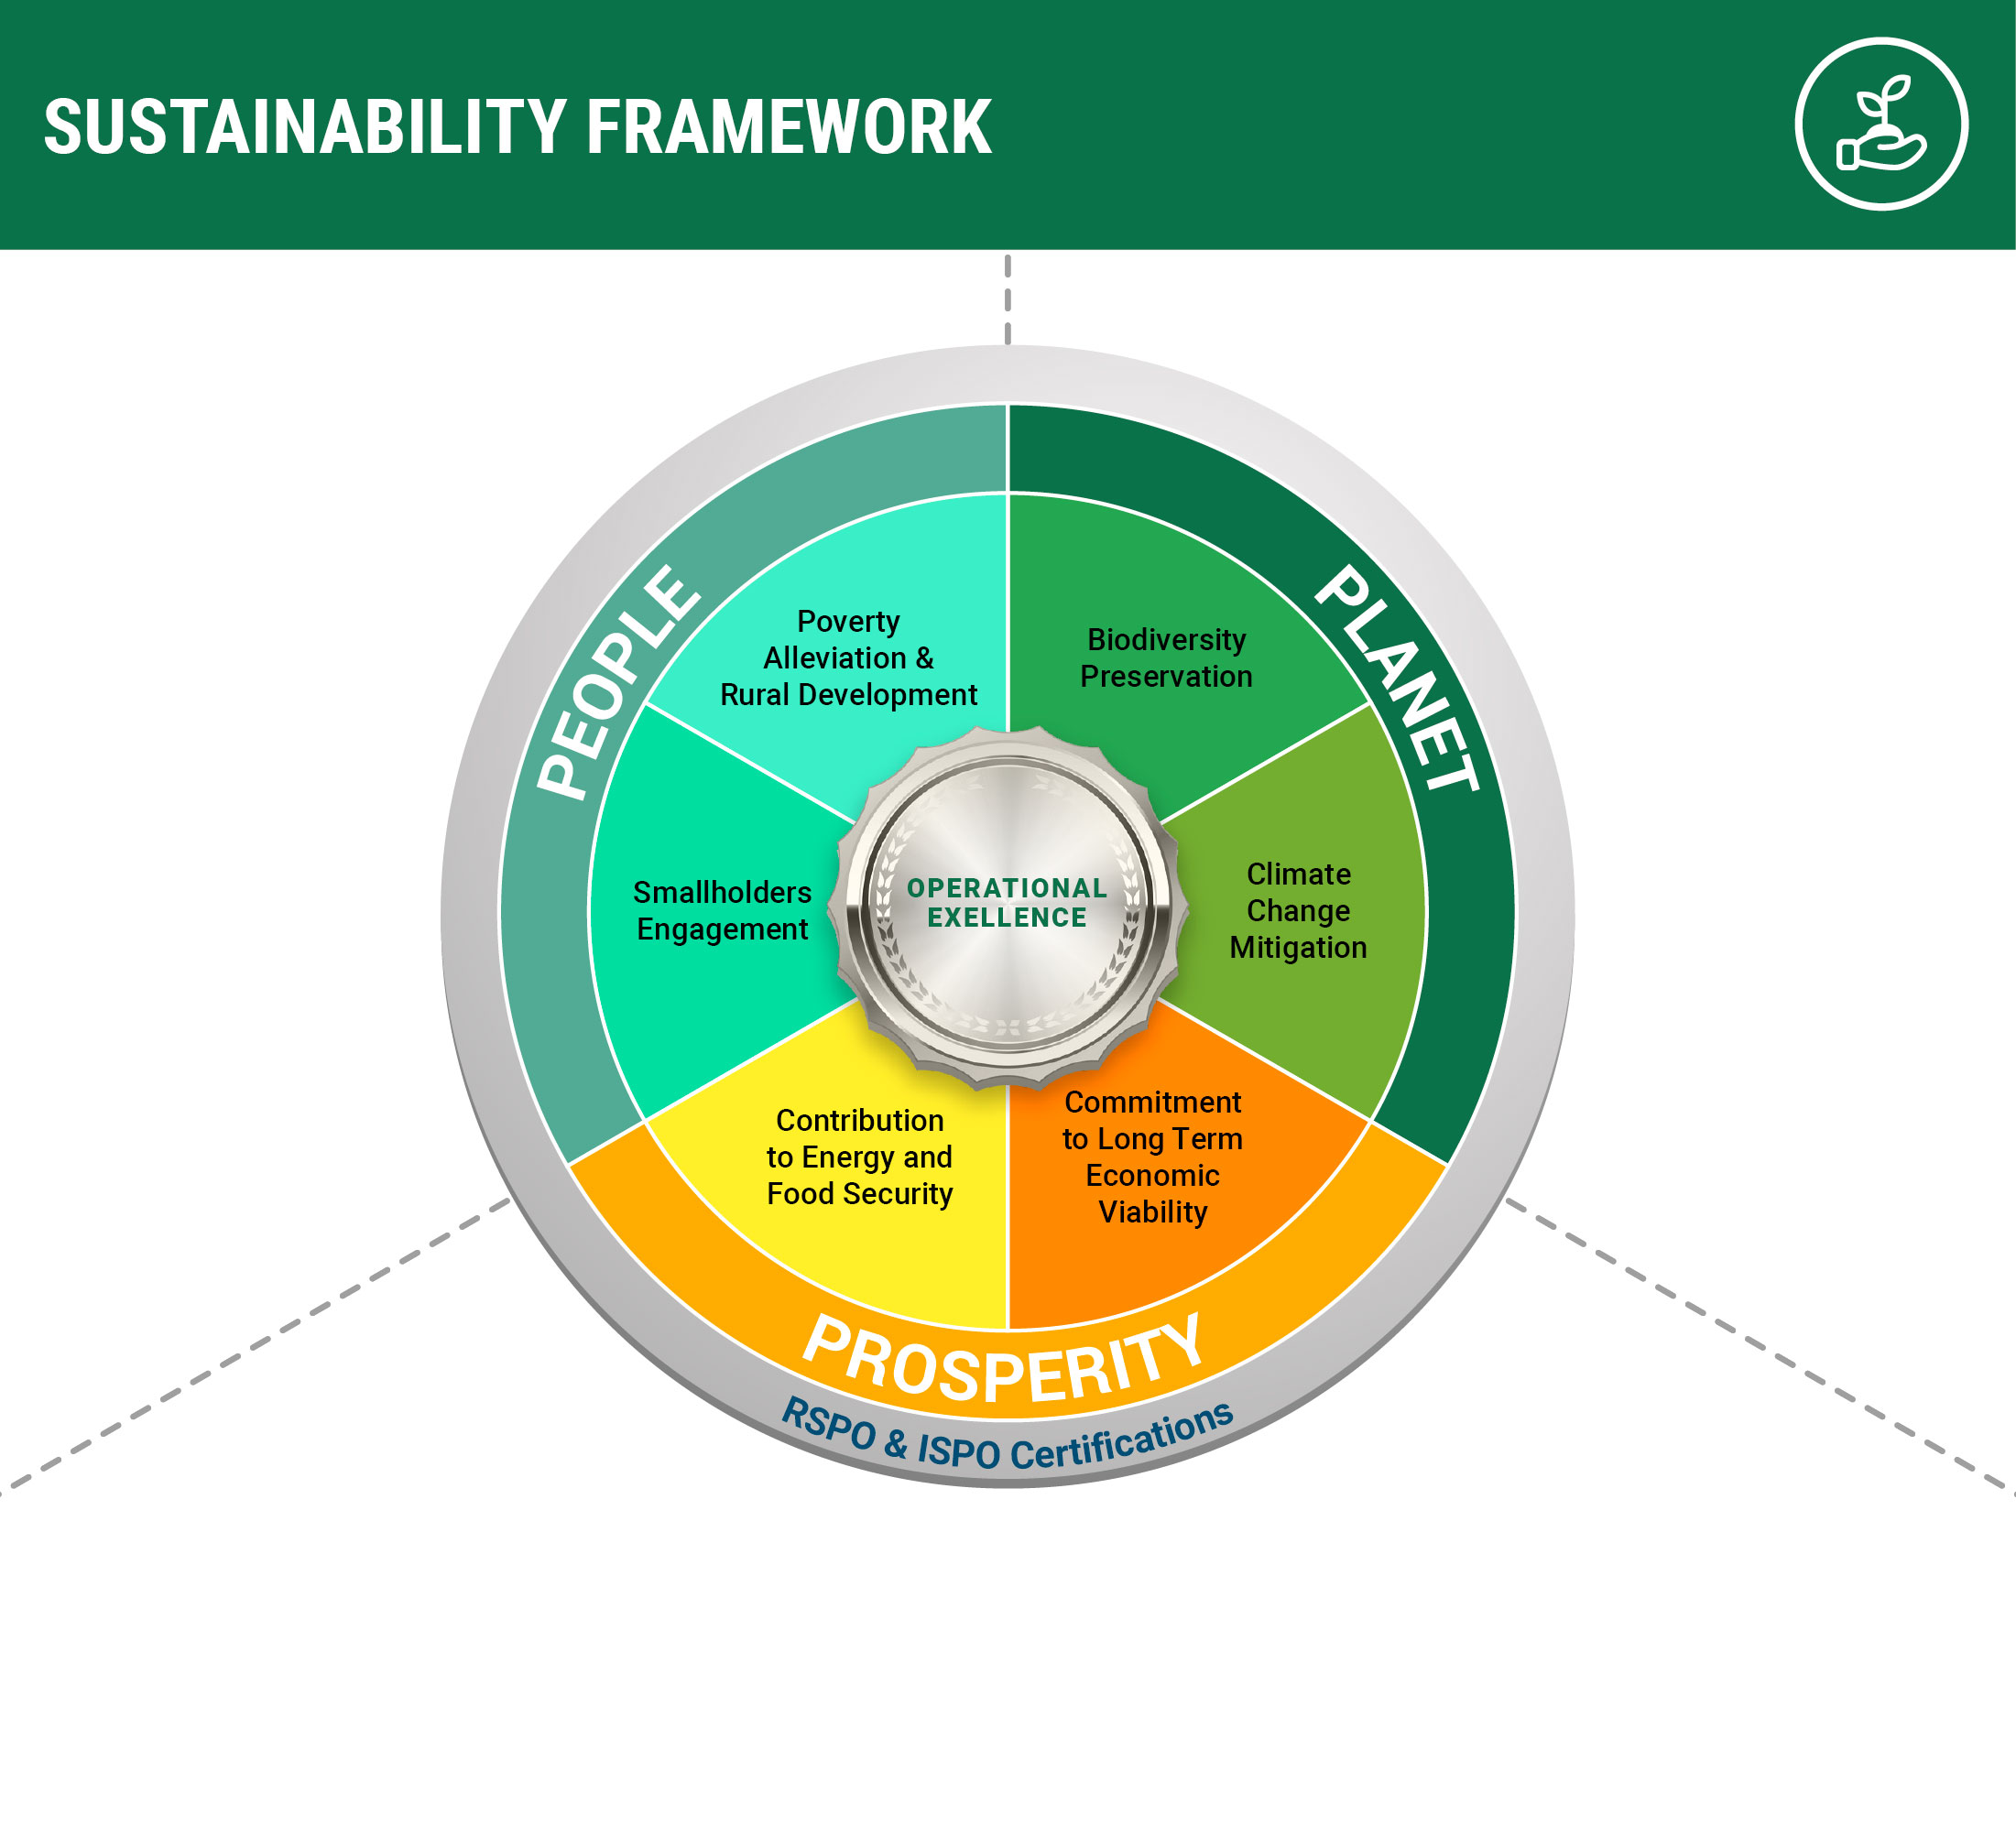 SUSTAINABILITY FRAMEWORK
PEOPLE
PLANET
Poverty
Alleviation &
Rural Development
Biodiversity
Preservation
Smallholders
Engagement
OPERATIONAL
EXELLENCE
Climate
Change
Mitigation
Contribution
to Energy and
Food Security
Commitment
to Long Term
Economic
Viability
PROSPERITY
RSPO & ISPO Certifications